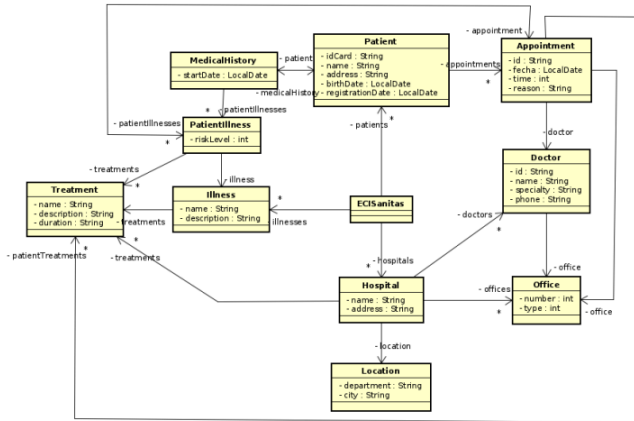 - appointment
Patient
- idCard : String
- name : String
- address : String
- birthDate : LocalDate
- registrationDate : LocalDate
Appointment
- id : String
- fecha : LocalDate
- time : int
- reason : String
MedicalHistory
- startDate : LocalDate
- patient
- medicalHistory
- appointments
*
*
- patientIllnesses
PatientIllness
- riskLevel : int
- patientIllnesses
*
*
- patients
- doctor
Doctor
- id : String
- name : String
- specialty : String
- phone : String
- treatments
*
- illness
Treatment
- name : String
- description : String
- duration : String
Illness
- name : String
- description : String
*
- illnesses
ECISanitas
- treatments
*
- doctors
*
- patientTreatments
*
- treatments
*
- hospitals
*
- office
Hospital
- name : String
- address : String
- offices
*
Office
- number : int
- type : int
- office
- location
Location
- department : String
- city : String